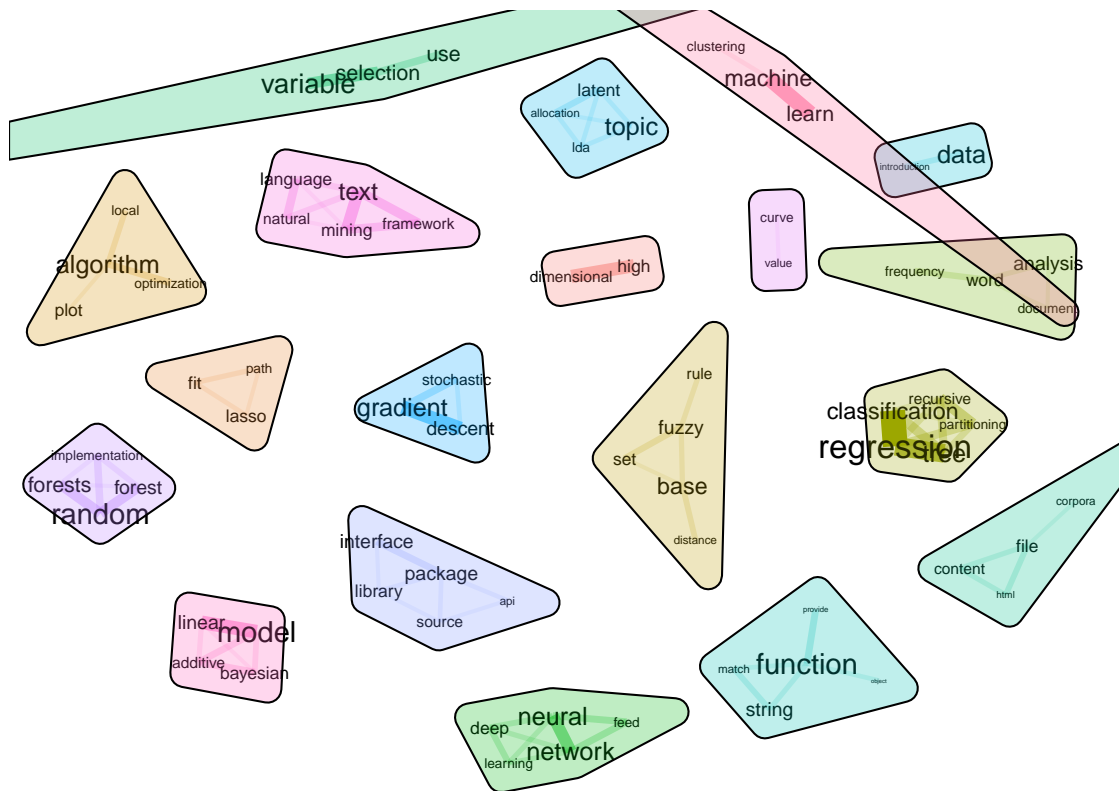 use
selection
variable
clustering
machine
learn
latent
allocation
topic
lda
data
introduction
language
text
natural
mining
framework
local
algorithm
optimization
plot
high
dimensional
curve
value
analysis
frequency
word
document
path
fit
lasso
stochastic
gradient
descent
rule
fuzzy
set
base
distance
recursive
classification
partitioning
regression
tree
implementation
forests
forest
random
corpora
file
content
html
interface
package
library
api
source
linear
model
additive
bayesian
provide
function
match
object
string
neural
deep
feed
network
learning